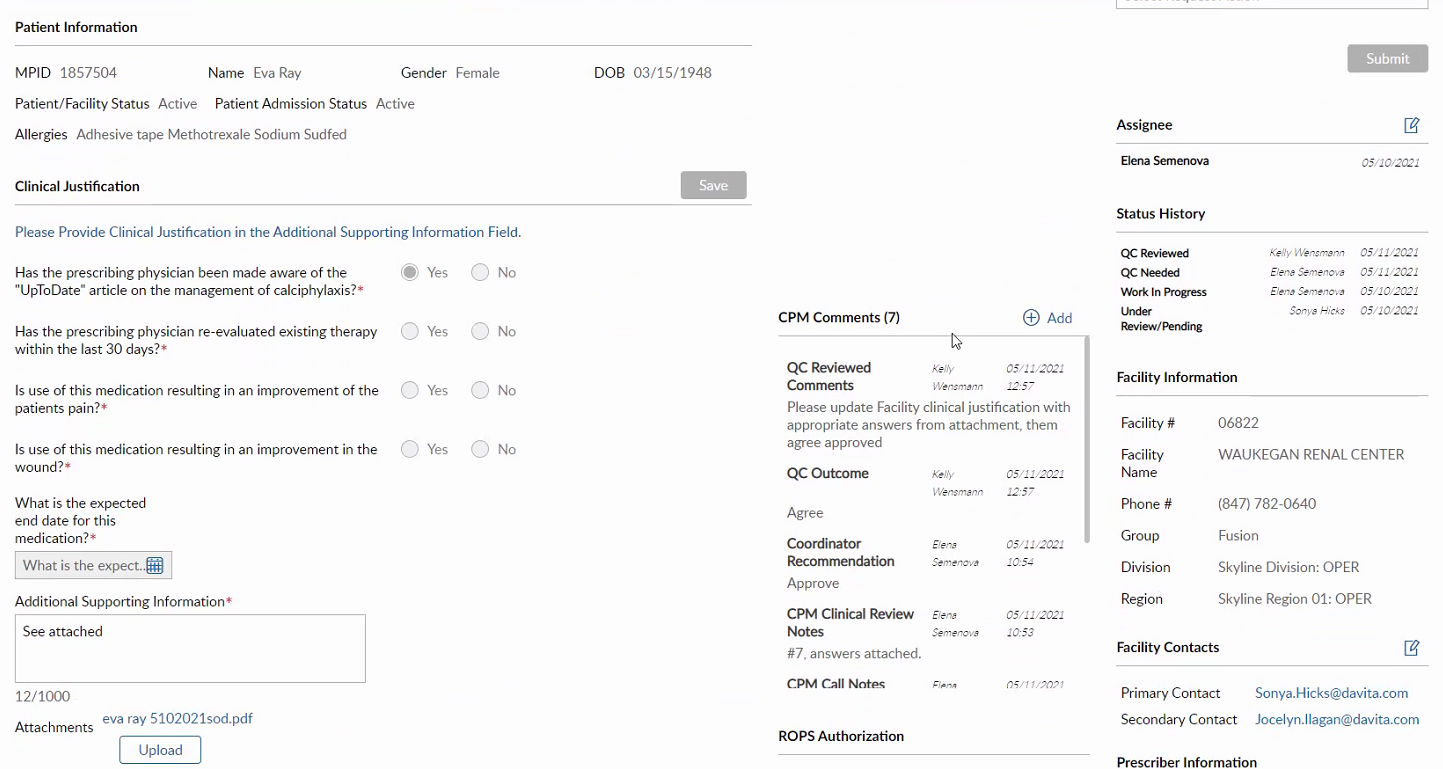 Patient Information
MPID 1857504 Name Eva Ray Gender Female DOB 03/15/1948
Patient/Facility Status Active Patient Admission Status Active
Allergies Adhesive tape Methotrexale Sodium Sudfed
Clinical Justification Save
Please Provide Clinical Justification in the Additional Supporting Information Field.
Has the prescribing physician been made aware of the
"UpToDate" article on the management of calciphylaxis?*
Yes No
Has the prescribing physician re-evaluated existing therapy
within the last 30 days?*
Yes No
Is use of this medication resulting in an improvement of the
patients pain?*
Yes No
Is use of this medication resulting in an improvement in the
wound?*
Yes No
What is the expected
end date for this
medication?*
What is the expect..
Additional Supporting Information*
See attached
12/1000
Attachments eva ray 5102021sod.pdf
Upload
CPM Comments (7) Add
QC Reviewed
Comments
Kelly
Wensmann
05/11/2021
12:57
Please update Facility clinical justification with
appropriate answers from attachment, them
agree approved
QC Outcome
Kelly
Wensmann
05/11/2021
12:57
Agree
Coordinator
Recommendation
Elena
Semenova
05/11/2021
10:54
Approve
CPM Clinical Review
Notes
Elena
Semenova
05/11/2021
10:53
#7, answers attached.
CPM Call Notes Elena 05/11/2021
ROPS Authorization
Submit
Assignee
Elena Semenova 05/10/2021
Status History
QC Reviewed Kelly Wensmann 05/11/2021
QC Needed Elena Semenova 05/11/2021
Work In Progress Elena Semenova 05/10/2021
Under
Review/Pending
Sonya Hicks 05/10/2021
Facility Information
Facility # 06822
Facility
Name
WAUKEGAN RENAL CENTER
Phone # (847) 782-0640
Group Fusion
Division Skyline Division: OPER
Region Skyline Region 01: OPER
Facility Contacts
Primary Contact Sonya.Hicks@davita.com
Secondary Contact Jocelyn.Ilagan@davita.com
Prescriber Information